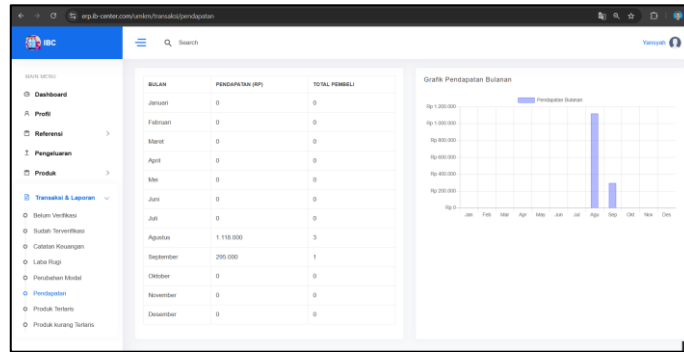 erp.ib-center.com/umkm/transaksi/pendapatan
IBC
Search
Yamsyah
MAIN MENU
Dashboard
Profil
Referensi
Pengeluaran
Produk
Transaksi & Laporan
Belum Verifikasi
Sudah Terverifikasi
Catatan Keuangan
Laba Rugi
Perubahan Modal
Pendapatan
Produk Terlaris
Produk kurang Terlaris
BULAN PENDAPATAN (RP) TOTAL PEMBELI
Januari 0 0
Februari 0 0
Maret 0 0
April 0 0
Mei 0 0
Juni 0 0
Juli 0 0
Agustus 1.118.000 3
September 295.000 1
Oktober 0 0
November 0 0
Desember 0 0
Grafik Pendapatan Bulanan
Pendapatan Bulanan
Rp 1.200.000
Rp 1.000.000
Rp 800.000
Rp 600.000
Rp 400.000
Rp 200.000
Rp 0
Jan Feb Mar Apr May Jun Jul Agu Sep Okt Nov Des